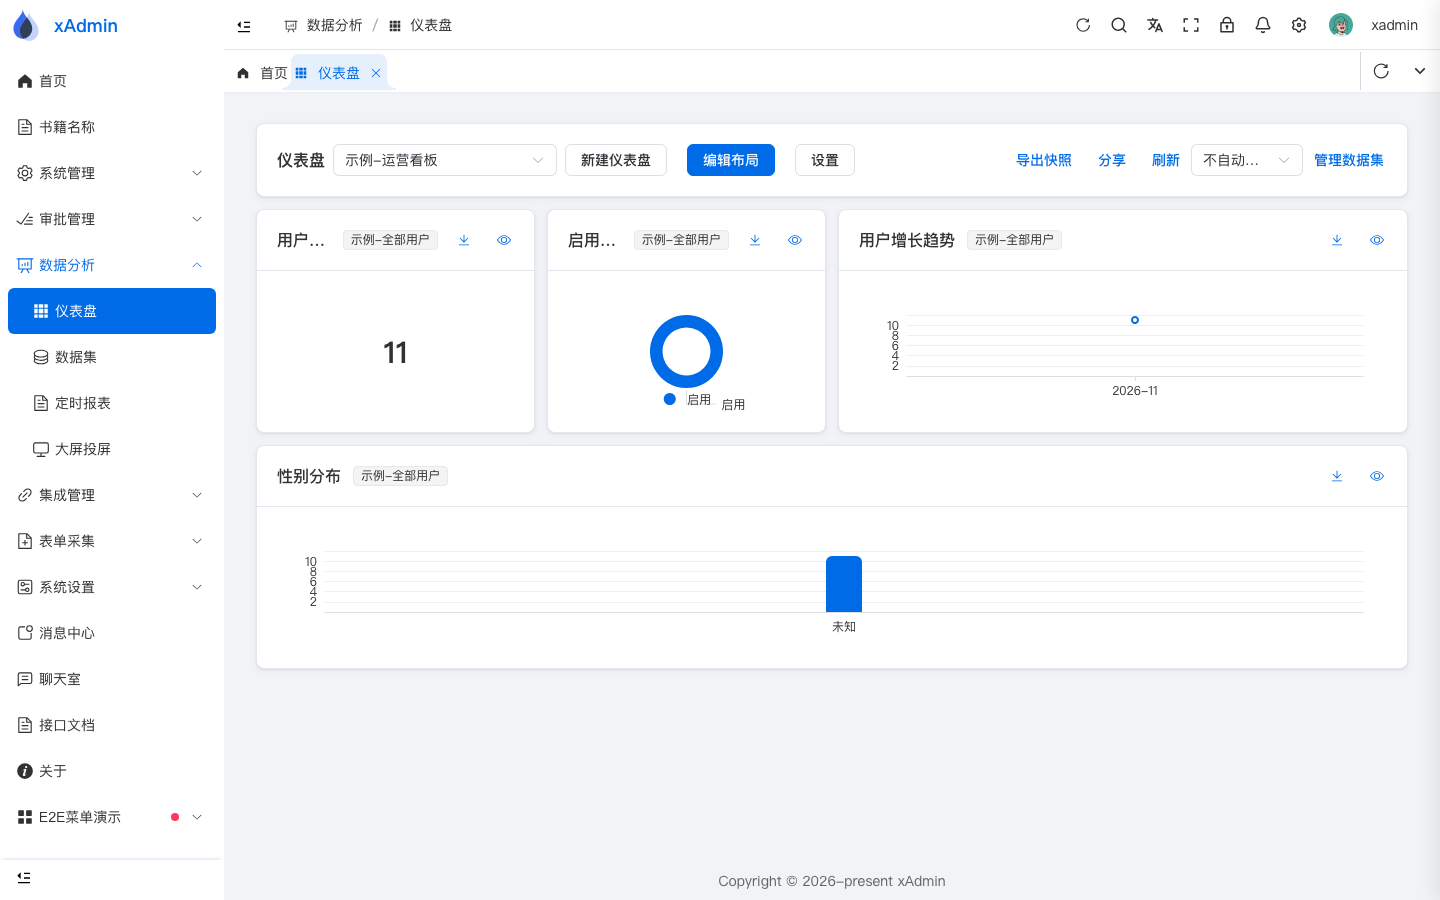 xAdmin
数据分析 / 仪表盘
xadmin
首页
仪表盘
首页
书籍名称
系统管理
审批管理
数据分析
仪表盘
数据集
定时报表
大屏投屏
集成管理
表单采集
系统设置
消息中心
聊天室
接口文档
关于
E2E菜单演示
仪表盘 示例-运营看板 新建仪表盘 编辑布局 设置 导出快照 分享 刷新 不自动... 管理数据集
用户... 示例-全部用户
11
启用... 示例-全部用户
启用 启用
用户增长趋势 示例-全部用户
10
8
6
4
2
2026-11
性别分布 示例-全部用户
10
8
6
4
2
未知
Copyright © 2026-present xAdmin